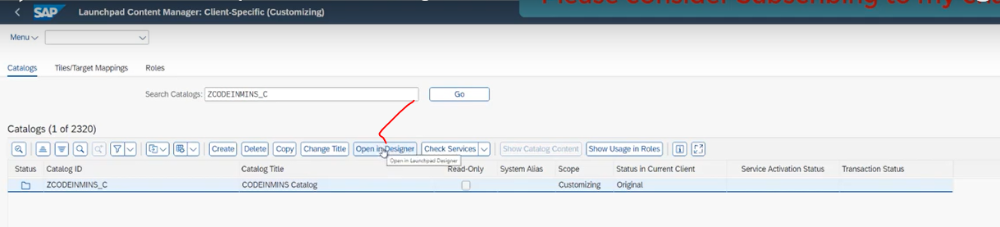 Please consider Subscribing to my
SAP Launchpad Content Manager: Client-Specific (Customizing)
Menu
Catalogs Tiles/Target Mappings Roles
Search Catalogs: ZCODEINMINS_C Go
Catalogs (1 of 2320)
Create Delete Copy Change Title Open in Designer Check Services Show Catalog Content Show Usage in Roles
Open in Launchpad Designer
Status Catalog ID Catalog Title Read-Only System Alias Scope Status in Current Client Service Activation Status Transaction Status
ZCODEINMINS_C CODEINMINS Catalog Customizing Original